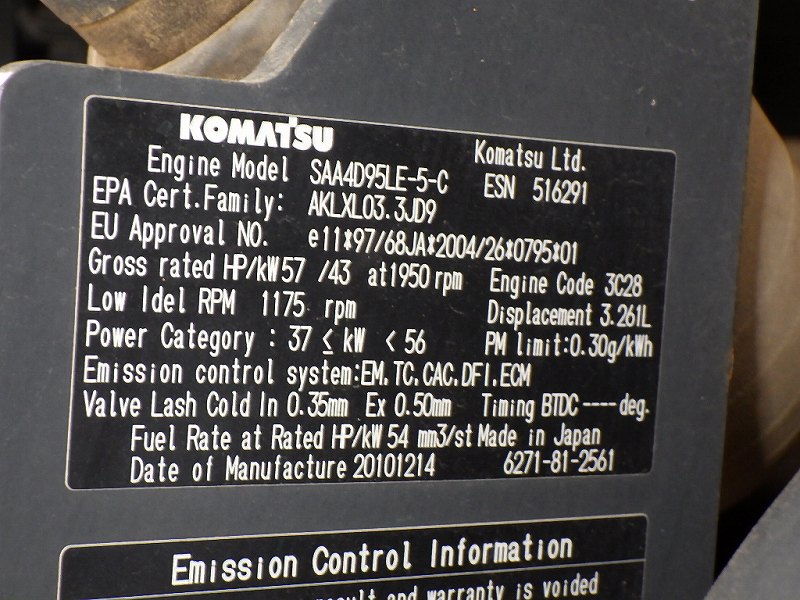 KOMATSU
Komatsu Ltd.
Engine Model SAA4D95LE-5-C ESN 516291
EPA Cert.Family: AKLXL03.3JD9
EU Approval NO. e11*97/68JA*2004/26*0795*01
Gross rated HP/kW 57 /43 at 1950 rpm Engine Code 3C28
Low Idel RPM 1175 rpm Displacement 3.261L
Power Category : 37 ≤ kW < 56 PM limit:0.30g/kWh
Emission control system:EM.TC.CAC.DFI.ECM
Valve Lash Cold In 0.35mm Ex 0.50mm Timing BTDC ---- deg.
Fuel Rate at Rated HP/kW 54 mm3/st Made in Japan
Date of Manufacture 20101214 6271-81-2561
Emission Control Information
result and warranty is voided